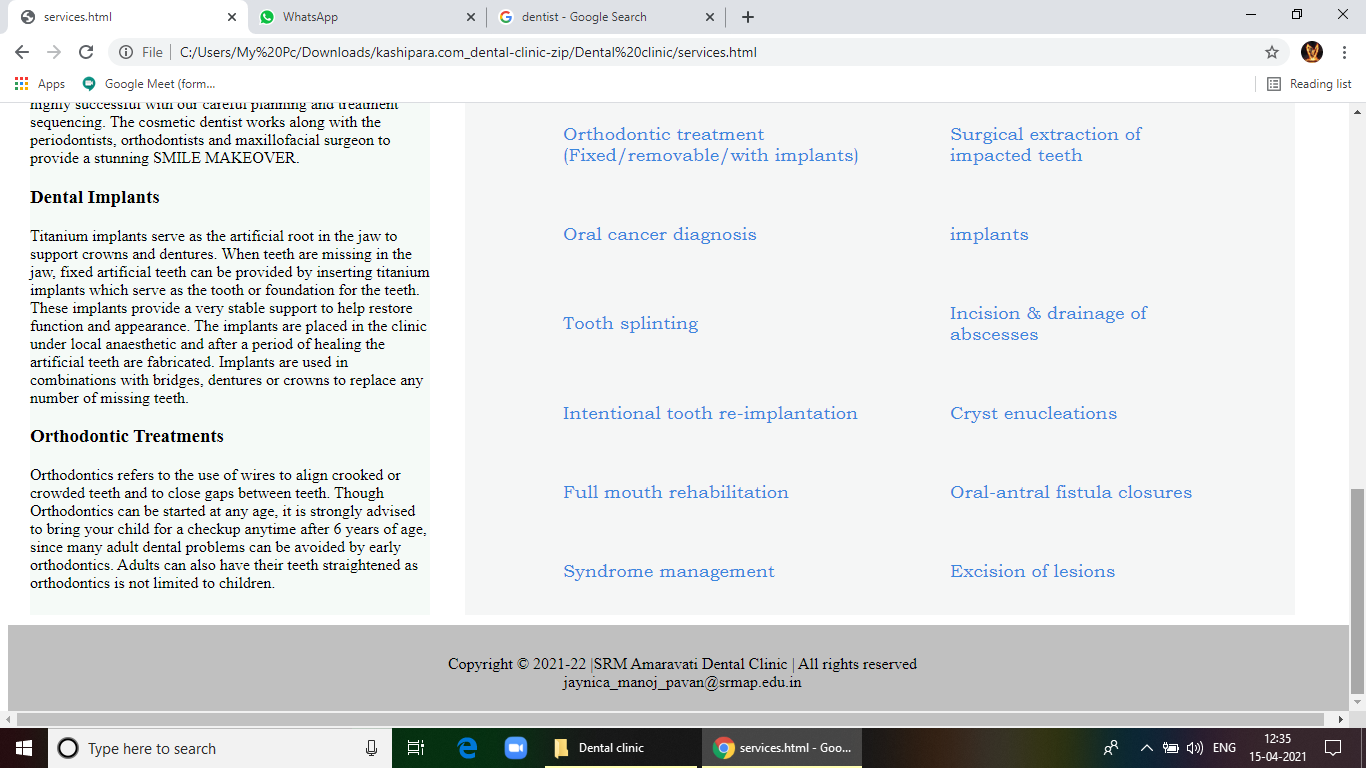 services.html
WhatsApp
dentist - Google Search
File
C:/Users/My%20Pc/Downloads/kashipara.com_dental-clinic-zip/Dental%20clinic/services.html
Apps
Google Meet (form...
Reading list
highly successful with our careful planning and treatment
sequencing. The cosmetic dentist works along with the
periodontists, orthodontists and maxillofacial surgeon to
provide a stunning SMILE MAKEOVER.
Dental Implants
Titanium implants serve as the artificial root in the jaw to
support crowns and dentures. When teeth are missing in the
jaw, fixed artificial teeth can be provided by inserting titanium
implants which serve as the tooth or foundation for the teeth.
These implants provide a very stable support to help restore
function and appearance. The implants are placed in the clinic
under local anaesthetic and after a period of healing the
artificial teeth are fabricated. Implants are used in
combinations with bridges, dentures or crowns to replace any
number of missing teeth.
Orthodontic Treatments
Orthodontics refers to the use of wires to align crooked or
crowded teeth and to close gaps between teeth. Though
Orthodontics can be started at any age, it is strongly advised
to bring your child for a checkup anytime after 6 years of age,
since many adult dental problems can be avoided by early
orthodontics. Adults can also have their teeth straightened as
orthodontics is not limited to children.
Orthodontic treatment
(Fixed/removable/with implants)
Surgical extraction of
impacted teeth
Oral cancer diagnosis
implants
Tooth splinting
Incision & drainage of
abscesses
Intentional tooth re-implantation
Cryst enucleations
Full mouth rehabilitation
Oral-antral fistula closures
Syndrome management
Excision of lesions
Copyright © 2021-22 |SRM Amaravati Dental Clinic | All rights reserved
jaynica_manoj_pavan@srmap.edu.in
Type here to search
Dental clinic
services.html - Goo...
ENG
12:35
15-04-2021